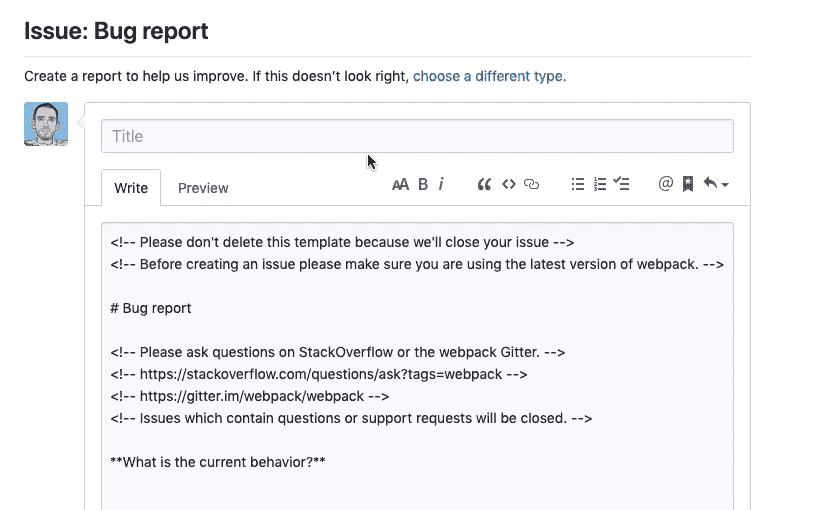 Issue: Bug report
Create a report to help us improve. If this doesn’t look right, choose a different type.
Title
Write Preview AA B i @
<!-- Please don't delete this template because we'll close your issue -->
<!-- Before creating an issue please make sure you are using the latest version of webpack. -->
# Bug report
<!-- Please ask questions on StackOverflow or the webpack Gitter. -->
<!-- https://stackoverflow.com/questions/ask?tags=webpack -->
<!-- https://gitter.im/webpack/webpack -->
<!-- Issues which contain questions or support requests will be closed. -->
**What is the current behavior?**